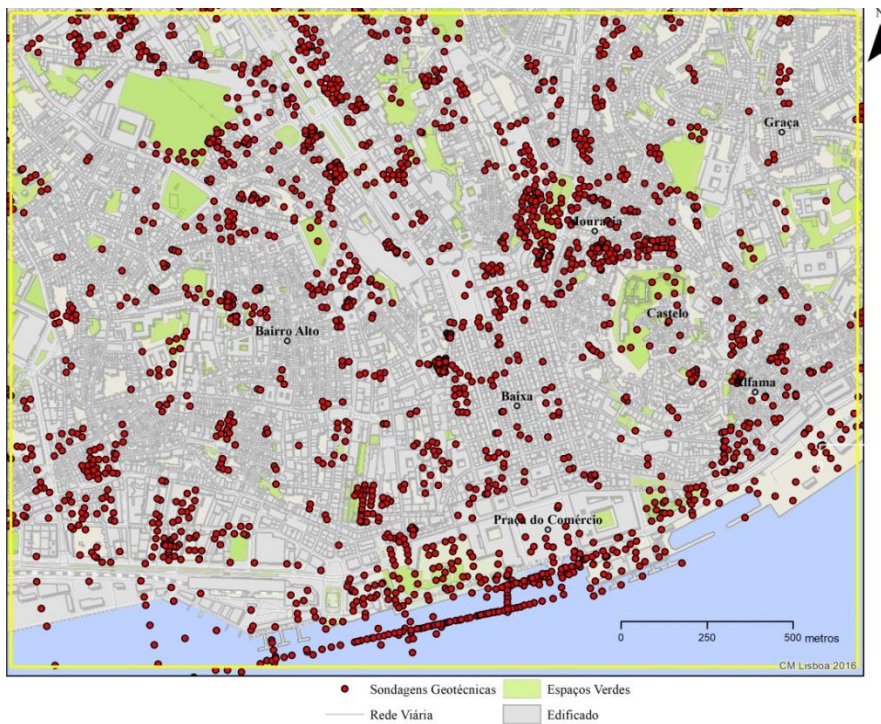 N
Graça
Mouraria
Castelo
Bairro Alto
Alfama
Baixa
Praça do Comércio
0 250 500 metros
CM Lisboa 2016
Sondagens Geotécnicas Espaços Verdes
Rede Viária Edificado